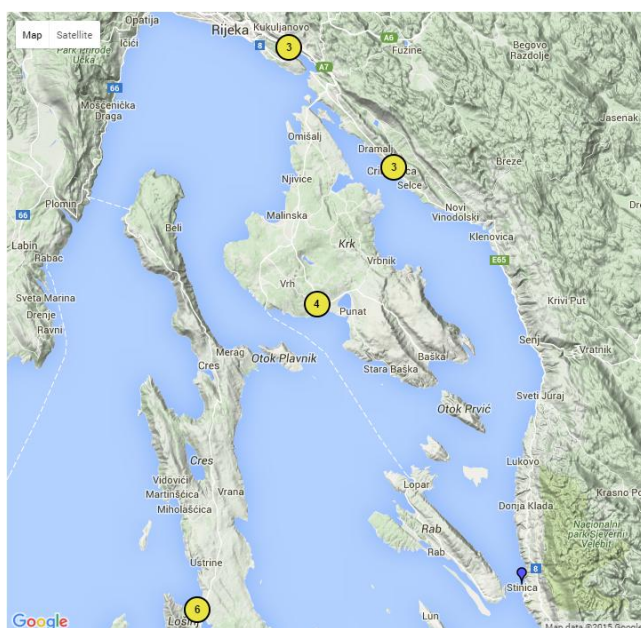 Map Satellite
Opatija
Rijeka
Kukuljanovo
A6
Fužine
Begovo
Razdolje
Ičići
Park prirode
Učka
8
3
A7
66
Mošćenička
Draga
Jasenak
Omišalj
Dramalj
Breze
3
Njivice
Selce
Plomin
Malinska
Novi
Vinodolski
66
Beli
Krk
Klenovica
Labin
Rabac
Vrbnik
E65
Vrh
Sveta Marina
4
Punat
Krivi Put
Drenje
Ravni
Merag
Otok Plavnik
Senj
Vratnik
Cres
Baška
Stara Baška
Sveti Juraj
Otok Prvić
Cres
Lukovo
Vidovići
Martinšćica
Vrana
Lopar
Krasno Po
Miholašćica
Donja Klada
Rab
Nacionalni
park Sjeverni
Velebit
Rab
Ustrine
8
Stinica
6
Lošinj
Lun
Google
Map data ©2015 Google